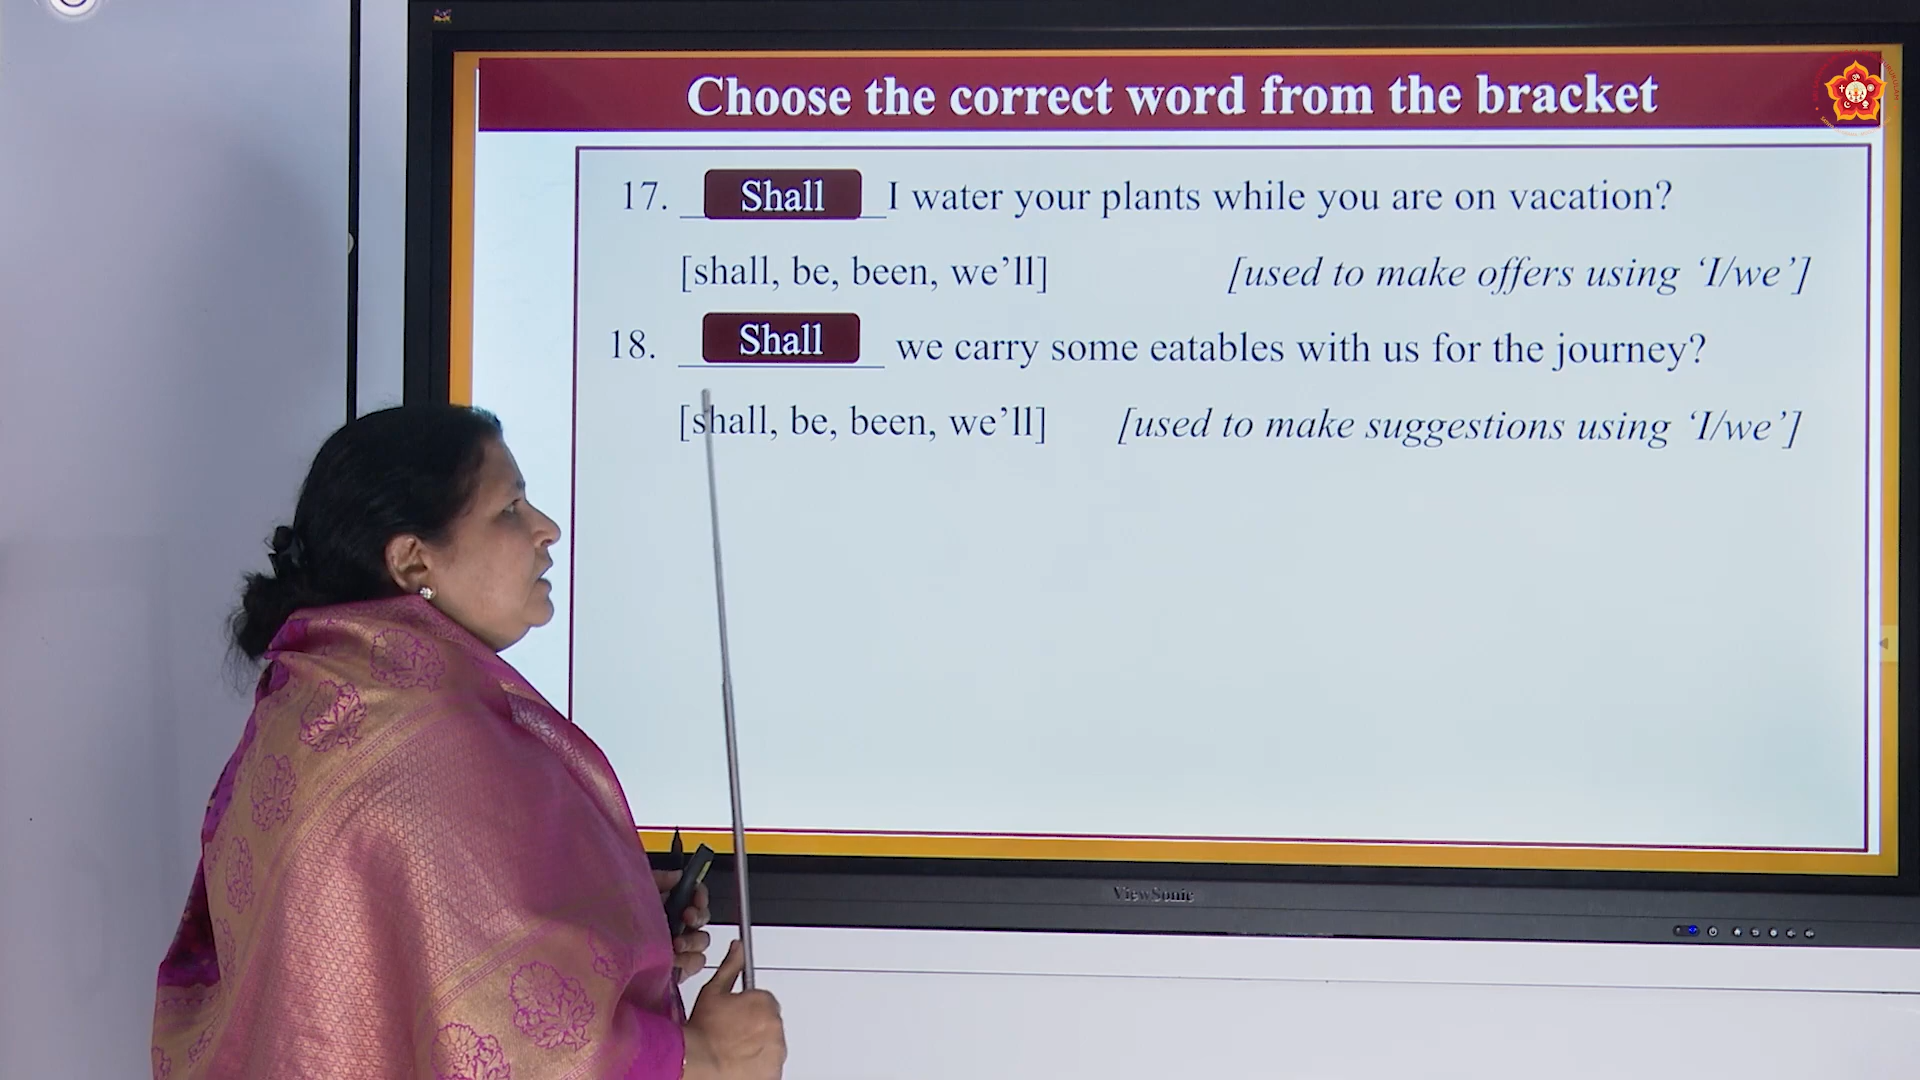 Choose the correct word from the bracket
17. Shall I water your plants while you are on vacation?
[shall, be, been, we’ll] [used to make offers using ‘I/we’]
18. Shall we carry some eatables with us for the journey?
[shall, be, been, we’ll] [used to make suggestions using ‘I/we’]
ViewSonic